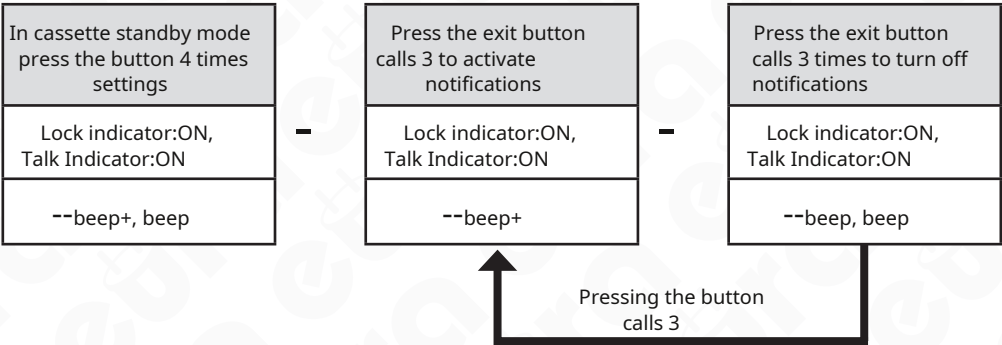 In cassette standby mode
press the button 4 times
settings
Lock indicator:ON,
Talk Indicator:ON
--beep+, beep
-
Press the exit button
calls 3 to activate
notifications
Lock indicator:ON,
Talk Indicator:ON
--beep+
-
Press the exit button
calls 3 times to turn off
notifications
Lock indicator:ON,
Talk Indicator:ON
--beep, beep
Pressing the button
calls 3